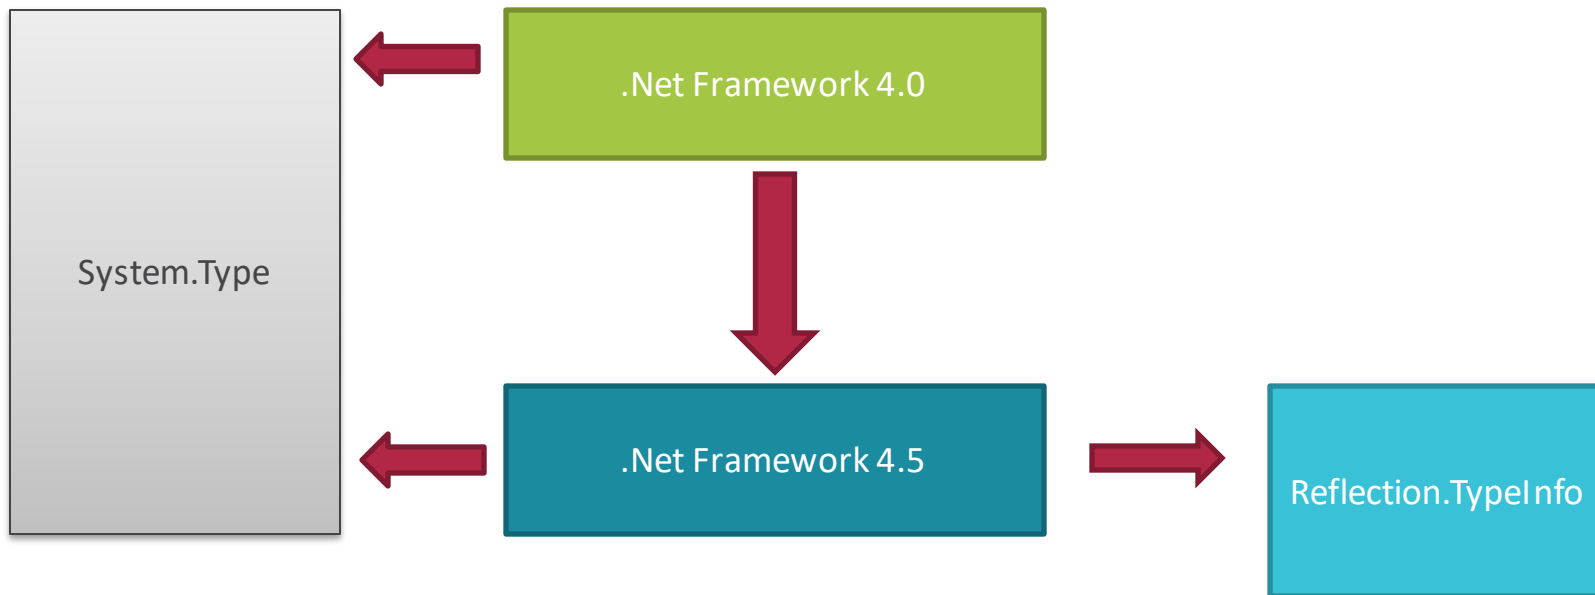 .Net Framework 4.0
System.Type
.Net Framework 4.5
Reflection.TypeInfo